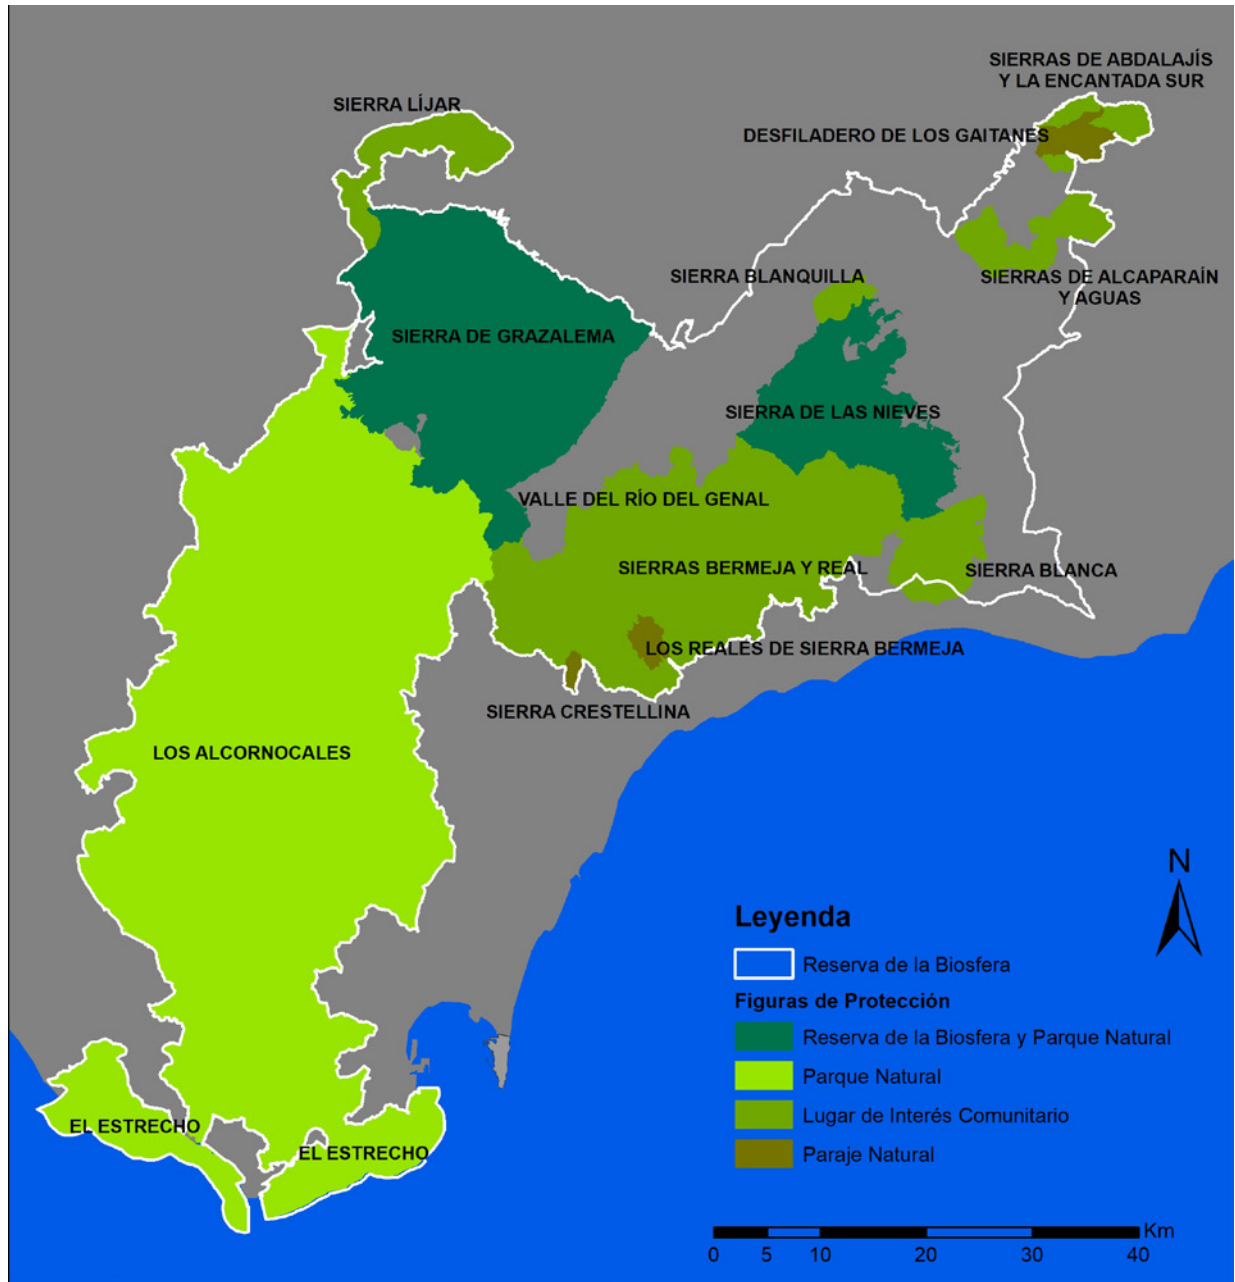 SIERRAS DE ABDALAJÍS
Y LA ENCANTADA SUR
SIERRA LÍJAR
DESFILADERO DE LOS GAITANES
SIERRA BLANQUILLA
SIERRAS DE ALCAPARAÍN
Y AGUAS
SIERRA DE GRAZALEMA
SIERRA DE LAS NIEVES
VALLE DEL RÍO DEL GENAL
SIERRAS BERMEJA Y REAL
SIERRA BLANCA
LOS REALES DE SIERRA BERMEJA
SIERRA CRESTELLINA
LOS ALCORNOCALES
EL ESTRECHO
EL ESTRECHO
N
Leyenda
Reserva de la Biosfera
Figuras de Protección
Reserva de la Biosfera y Parque Natural
Parque Natural
Lugar de Interés Comunitario
Paraje Natural
Km
0 5 10 20 30 40